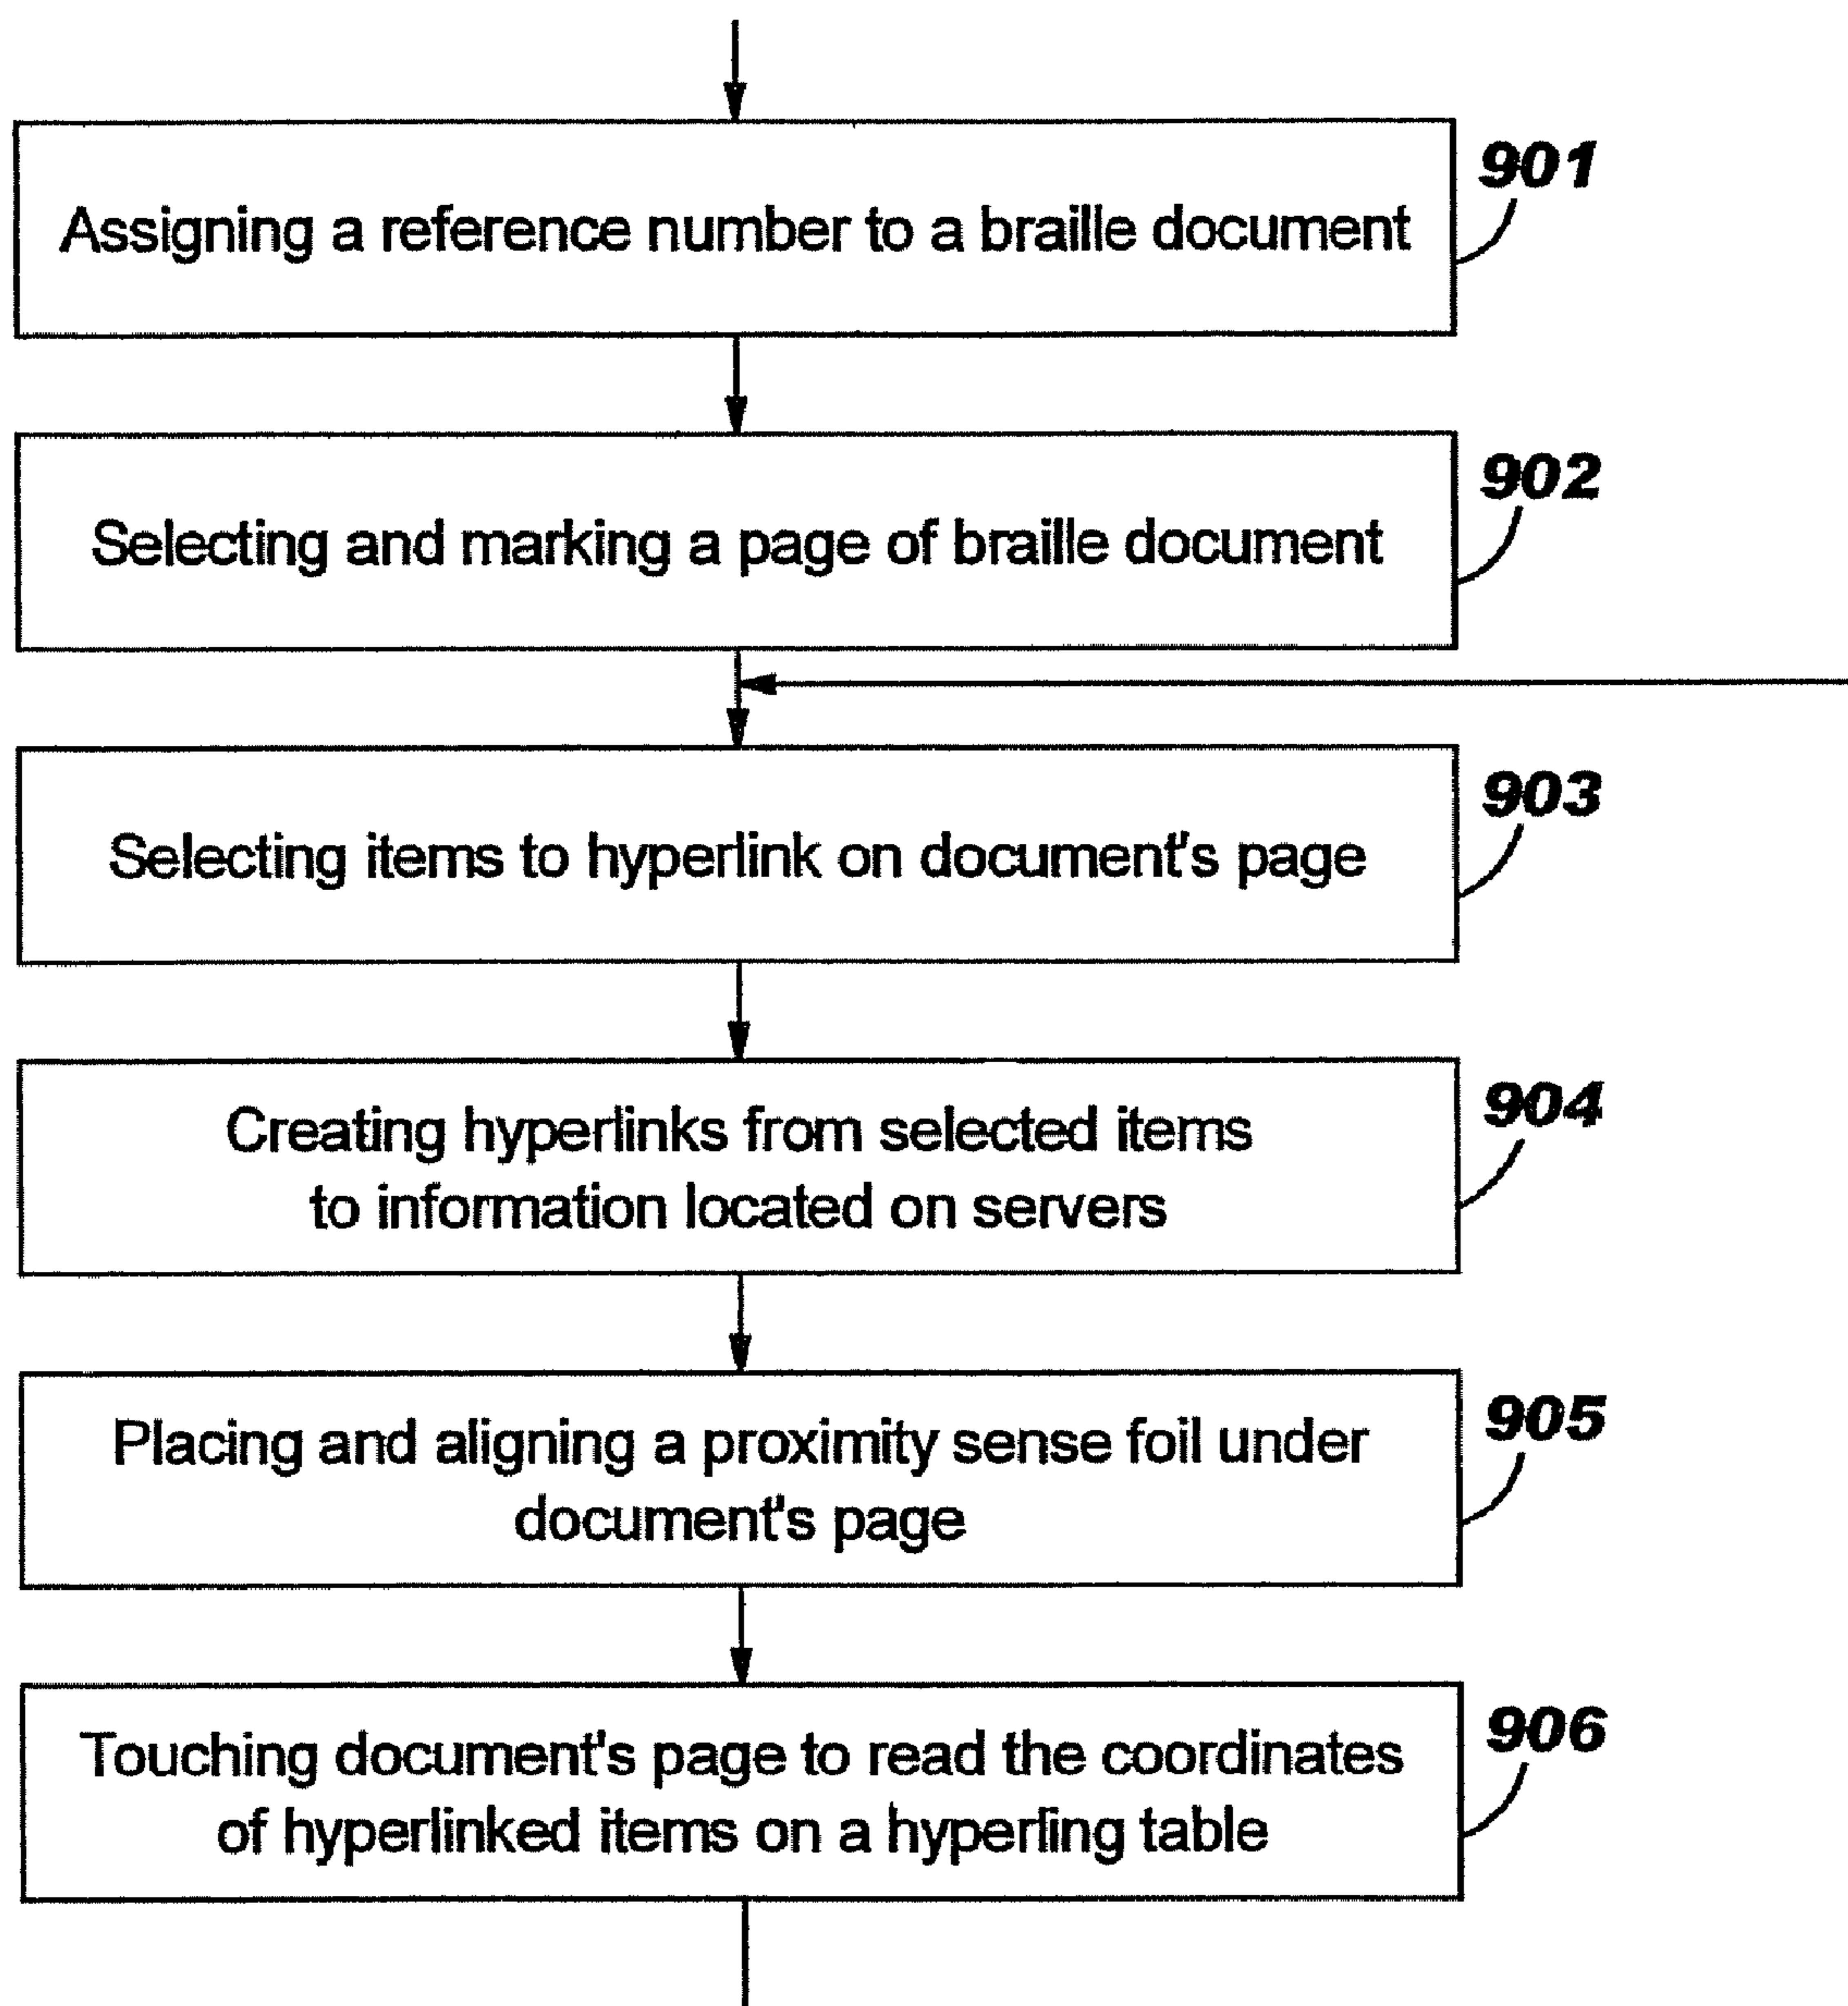 901
Assigning a reference number to a braille document
902
Selecting and marking a page of braille document
903
Selecting items to hyperlink on document's page
904
Creating hyperlinks from selected items
to information located on servers
905
Placing and aligning a proximity sense foil under
document's page
906
Touching document's page to read the coordinates
of hyperlinked items on a hyperling table